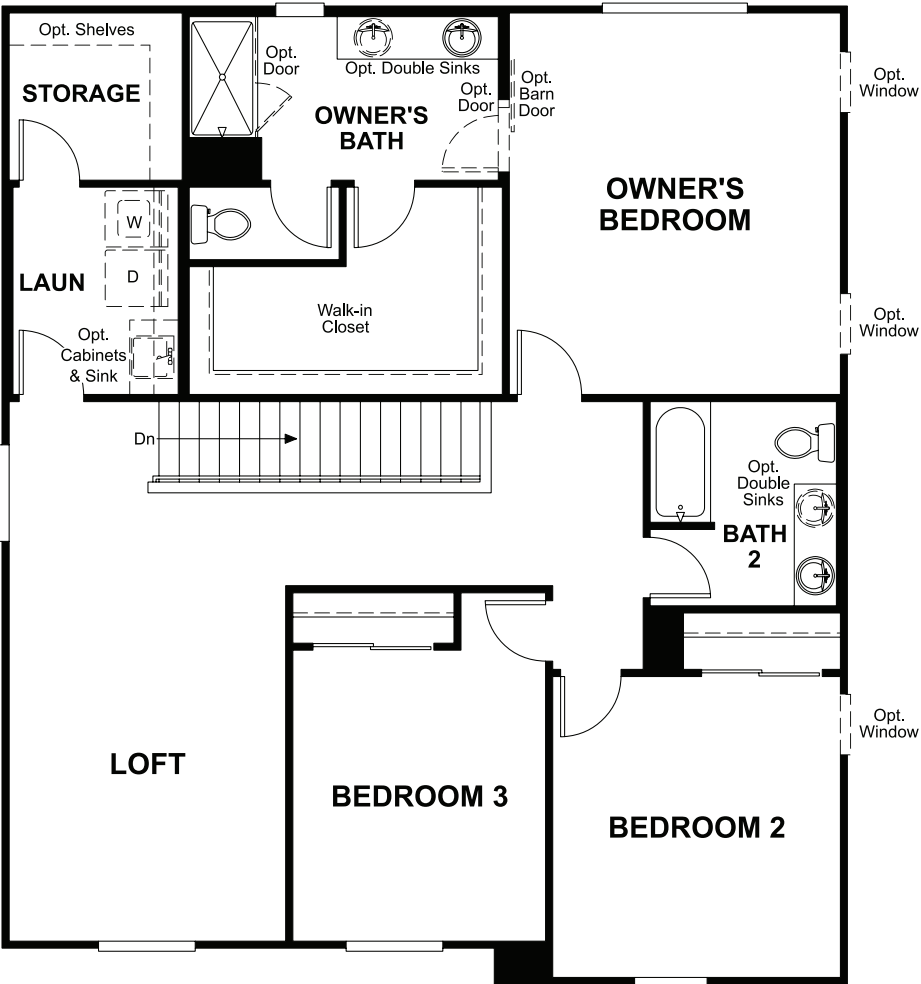 Opt. Shelves
STORAGE
Opt.
Door
Opt. Double Sinks
OWNER'S
BATH
Opt.
Door
Opt.
Barn
Door
Opt.
Window
OWNER'S
BEDROOM
W
D
LAUN
Opt.
Cabinets
& Sink
Walk-in
Closet
Opt.
Window
Dn
Opt.
Double
Sinks
BATH
2
LOFT
BEDROOM 3
BEDROOM 2
Opt.
Window